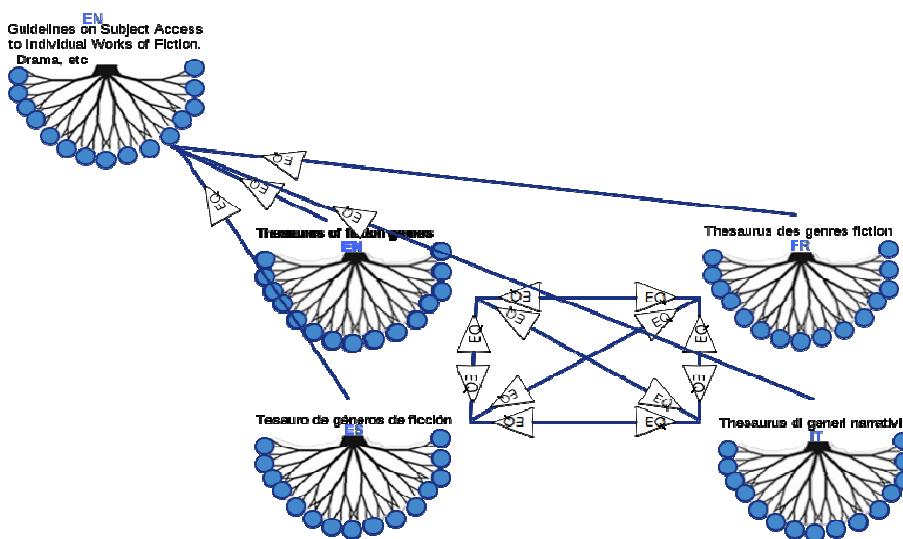 EN
Guidelines on Subject Access
to Individual Works of Fiction.
Drama, etc
EQ
EQ
EQ
EQ
Thesaurus of fiction genres
EN
Thesaurus des genres fiction
FR
EQ
EQ
EQ
EQ
EQ
EQ
EQ
EQ
EQ
EQ
EQ
EQ
Tesauro de géneros de ficción
ES
Thesaurus di generi narrativi
IT